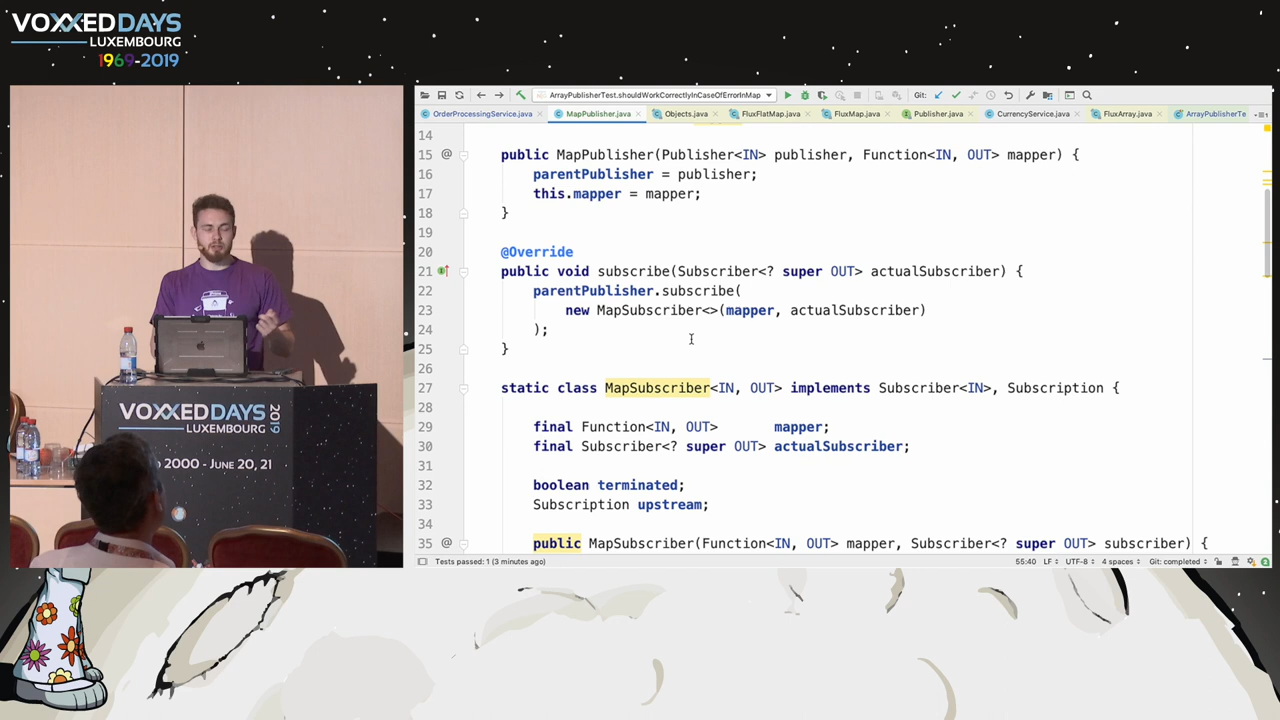 VOXXED DAYS
LUXEMBOURG
1969-2019
ArrayPublisherTest.shouldWorkCorrectlyInCaseOfErrorInMap
Git:
OrderProcessingService.java
MapPublisher.java
Objects.java
FluxFlatMap.java
FluxMap.java
Publisher.java
CurrencyService.java
FluxArray.java
ArrayPublisherTe
14
15 @ public MapPublisher(Publisher<IN> publisher, Function<IN, OUT> mapper) {
16 parentPublisher = publisher;
17 this.mapper = mapper;
18 }
19
20 @Override
21 public void subscribe(Subscriber<? super OUT> actualSubscriber) {
22 parentPublisher.subscribe(
23 new MapSubscriber<>(mapper, actualSubscriber)
24 );
25 }
26
27 static class MapSubscriber<IN, OUT> implements Subscriber<IN>, Subscription {
28
29 final Function<IN, OUT> mapper;
30 final Subscriber<? super OUT> actualSubscriber;
31
32 boolean terminated;
33 Subscription upstream;
34
35 @ public MapSubscriber(Function<IN, OUT> mapper, Subscriber<? super OUT> subscriber) {
Tests passed: 1 (3 minutes ago)
55:40 LF UTF-8 4 spaces Git: completed
VOXXED DAYS
LUXEMBOURG
2019
2000 - JUNE 20, 21